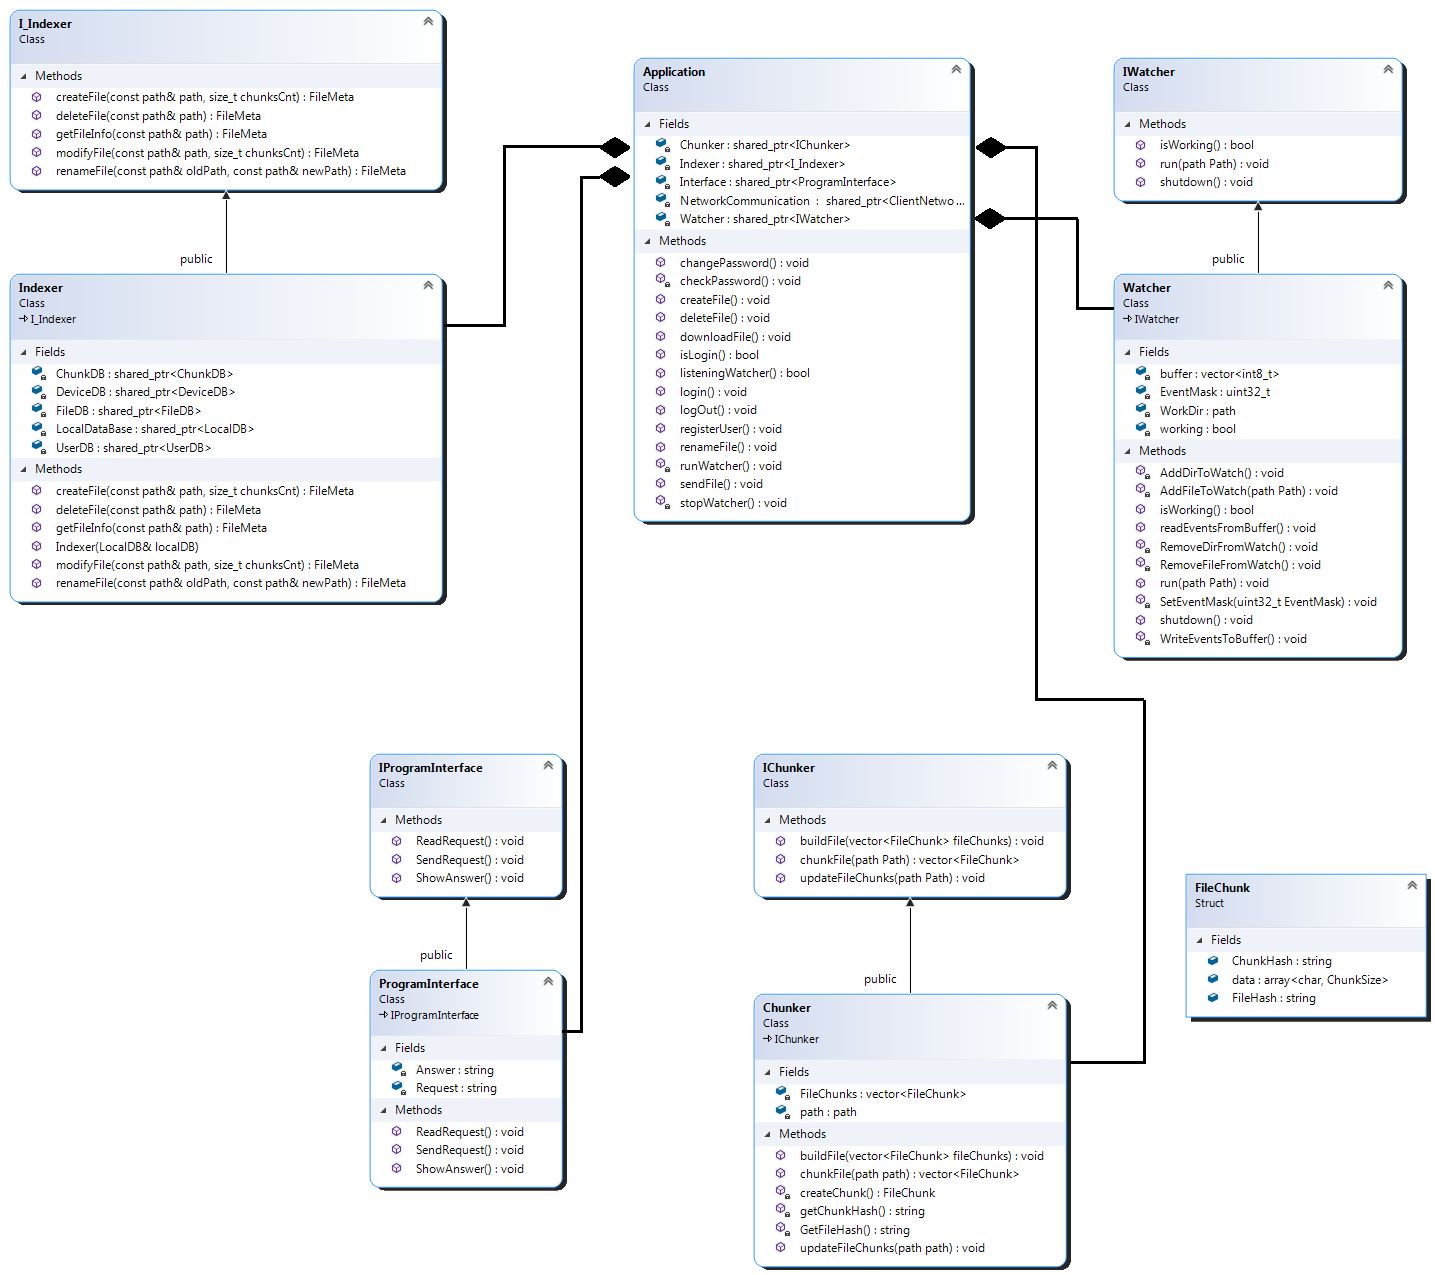 I_Indexer
Class
Methods
createFile(const path& path, size_t chunksCnt) : FileMeta
deleteFile(const path& path) : FileMeta
getFileInfo(const path& path) : FileMeta
modifyFile(const path& path, size_t chunksCnt) : FileMeta
renameFile(const path& oldPath, const path& newPath) : FileMeta
public
Indexer
Class
I_Indexer
Fields
ChunkDB : shared_ptr<ChunkDB>
DeviceDB : shared_ptr<DeviceDB>
FileDB : shared_ptr<FileDB>
LocalDataBase : shared_ptr<LocalDB>
UserDB : shared_ptr<UserDB>
Methods
createFile(const path& path, size_t chunksCnt) : FileMeta
deleteFile(const path& path) : FileMeta
getFileInfo(const path& path) : FileMeta
Indexer(LocalDB& localDB)
modifyFile(const path& path, size_t chunksCnt) : FileMeta
renameFile(const path& oldPath, const path& newPath) : FileMeta
Application
Class
Fields
Chunker : shared_ptr<IChunker>
Indexer : shared_ptr<I_Indexer>
Interface : shared_ptr<ProgramInterface>
NetworkCommunication : shared_ptr<ClientNetwo ...
Watcher : shared_ptr<IWatcher>
Methods
changePassword() : void
checkPassword() : void
createFile() : void
deleteFile() : void
downloadFile() : void
isLogin() : bool
listeningWatcher() : bool
login() : void
logOut() : void
registerUser() : void
renameFile() : void
runWatcher() : void
sendFile() : void
stopWatcher() : void
IWatcher
Class
Methods
isWorking() : bool
run(path Path) : void
shutdown() : void
public
Watcher
Class
IWatcher
Fields
buffer : vector<int8_t>
EventMask : uint32_t
WorkDir : path
working : bool
Methods
AddDirToWatch() : void
AddFileToWatch(path Path) : void
isWorking() : bool
readEventsFromBuffer() : void
RemoveDirFromWatch() : void
RemoveFileFromWatch() : void
run(path Path) : void
SetEventMask(uint32_t EventMask) : void
shutdown() : void
WriteEventsToBuffer() : void
IProgramInterface
Class
Methods
ReadRequest() : void
SendRequest() : void
ShowAnswer() : void
public
ProgramInterface
Class
IProgramInterface
Fields
Answer : string
Request : string
Methods
ReadRequest() : void
SendRequest() : void
ShowAnswer() : void
IChunker
Class
Methods
buildFile(vector<FileChunk> fileChunks) : void
chunkFile(path Path) : vector<FileChunk>
updateFileChunks(path Path) : void
public
Chunker
Class
IChunker
Fields
FileChunks : vector<FileChunk>
path : path
Methods
buildFile(vector<FileChunk> fileChunks) : void
chunkFile(path path) : vector<FileChunk>
createChunk() : FileChunk
getChunkHash() : string
GetFileHash() : string
updateFileChunks(path path) : void
FileChunk
Struct
Fields
ChunkHash : string
data : array<char, ChunkSize>
FileHash : string